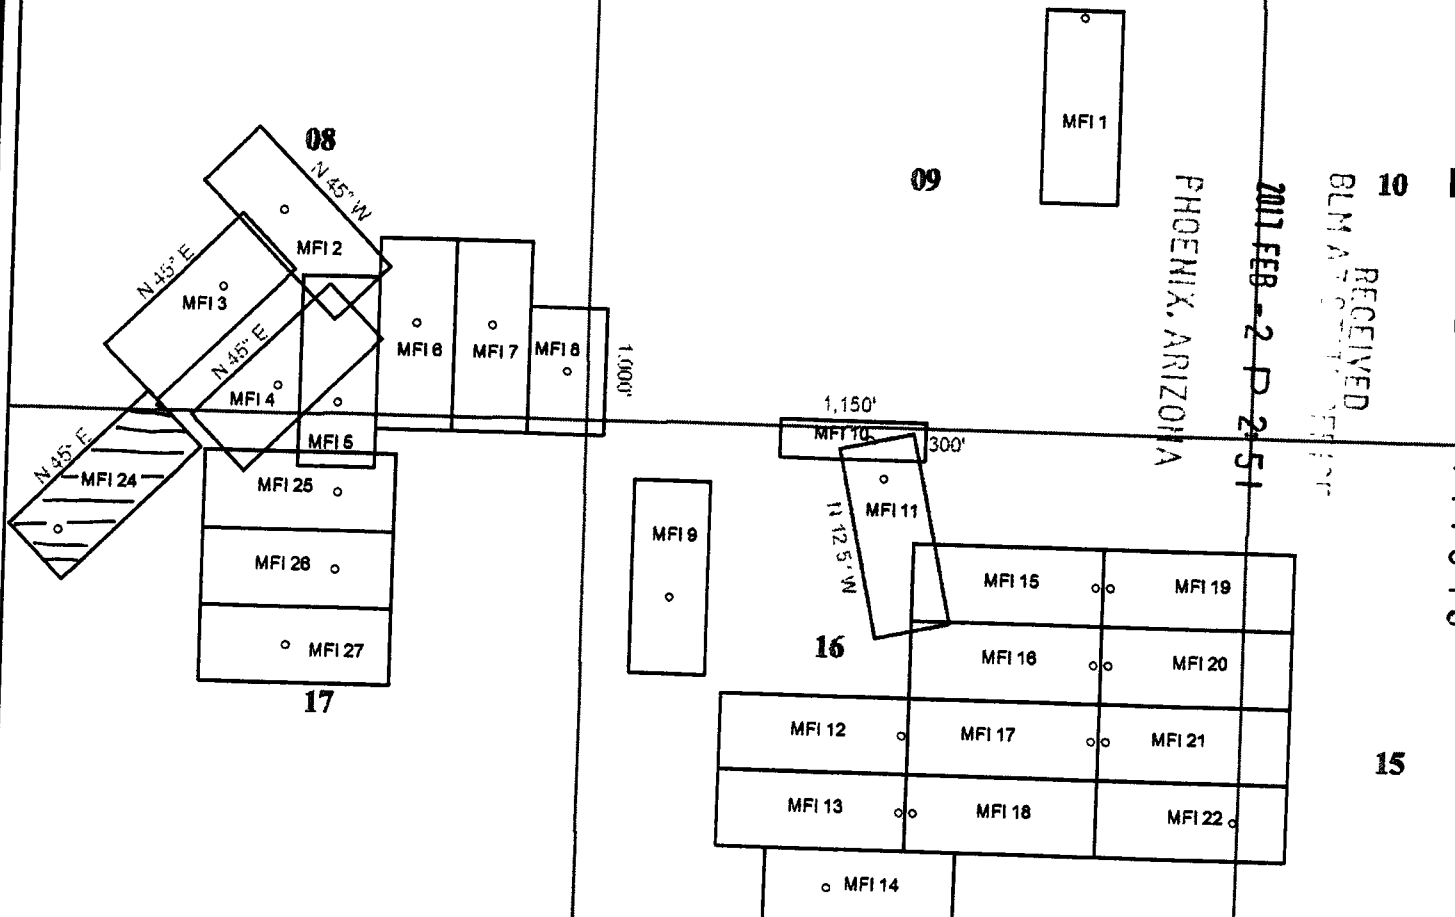 MFI 1
08
N 45° W
09
10
MFI 2
N 45° E
MFI 3
N 45° E
MFI 4
MFI 5
MFI 6
MFI 7
MFI 8
1,000'
RECEIVED
2011 FEB -2 P 2:51
PHOENIX, ARIZONA
1,150'
MFI 10
300'
N 45° E
MFI 24
MFI 25
MFI 26
MFI 27
17
MFI 9
MFI 11
N 12.5° W
16
MFI 15
MFI 19
MFI 16
MFI 20
MFI 12
MFI 17
MFI 21
15
MFI 13
MFI 18
MFI 22
MFI 14